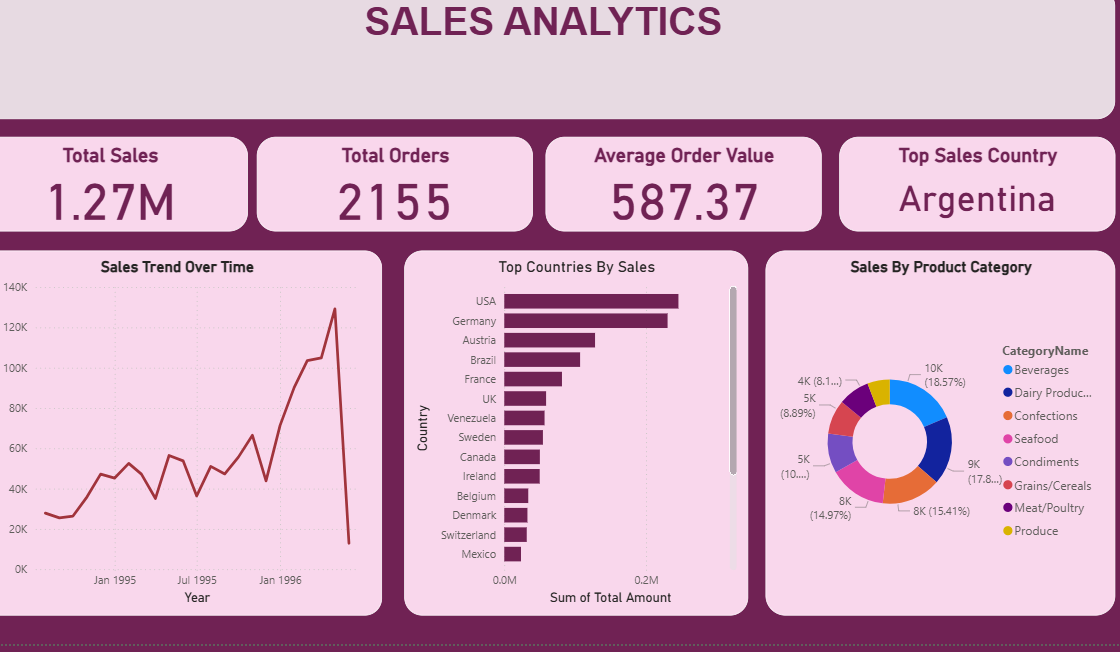 SALES ANALYTICS
Total Sales
1.27M
Total Orders
2155
Average Order Value
587.37
Top Sales Country
Argentina
Sales Trend Over Time
140K
120K
100K
80K
60K
40K
20K
0K
Jan 1995
Jul 1995
Jan 1996
Year
Top Countries By Sales
Country
USA
Germany
Austria
Brazil
France
UK
Venezuela
Sweden
Canada
Ireland
Belgium
Denmark
Switzerland
Mexico
0.0M
0.2M
Sum of Total Amount
Sales By Product Category
10K
(18.57%)
9K
(17.8...)
8K (15.41%)
8K
(14.97%)
5K
(10....)
5K
(8.89%)
4K (8.1...)
CategoryName
Beverages
Dairy Produc...
Confections
Seafood
Condiments
Grains/Cereals
Meat/Poultry
Produce